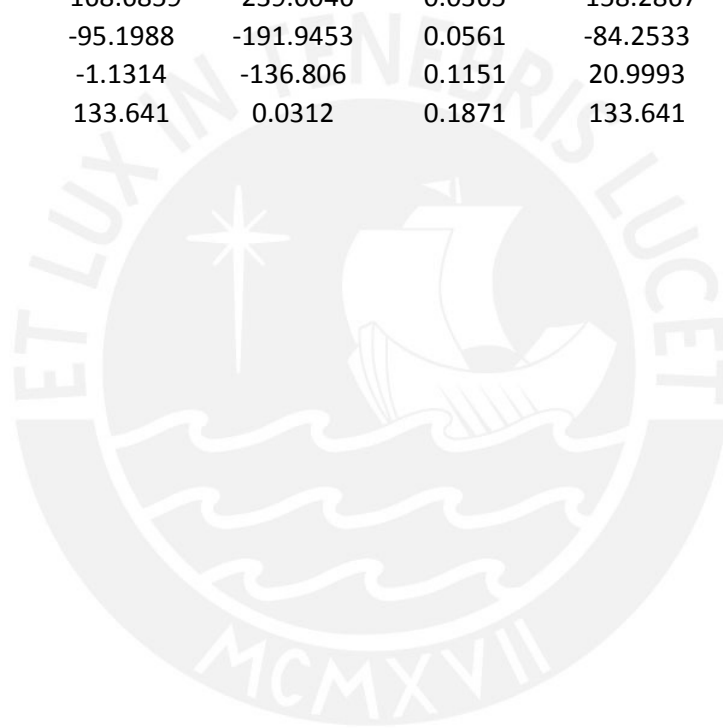 -95.1988 -191.9453 0.0561 -84.2533
-1.1314 -136.806 0.1151 20.9993
133.641 0.0312 0.1871 133.641
ET LUX IN TENEBRIS LUCET
MCMXVII